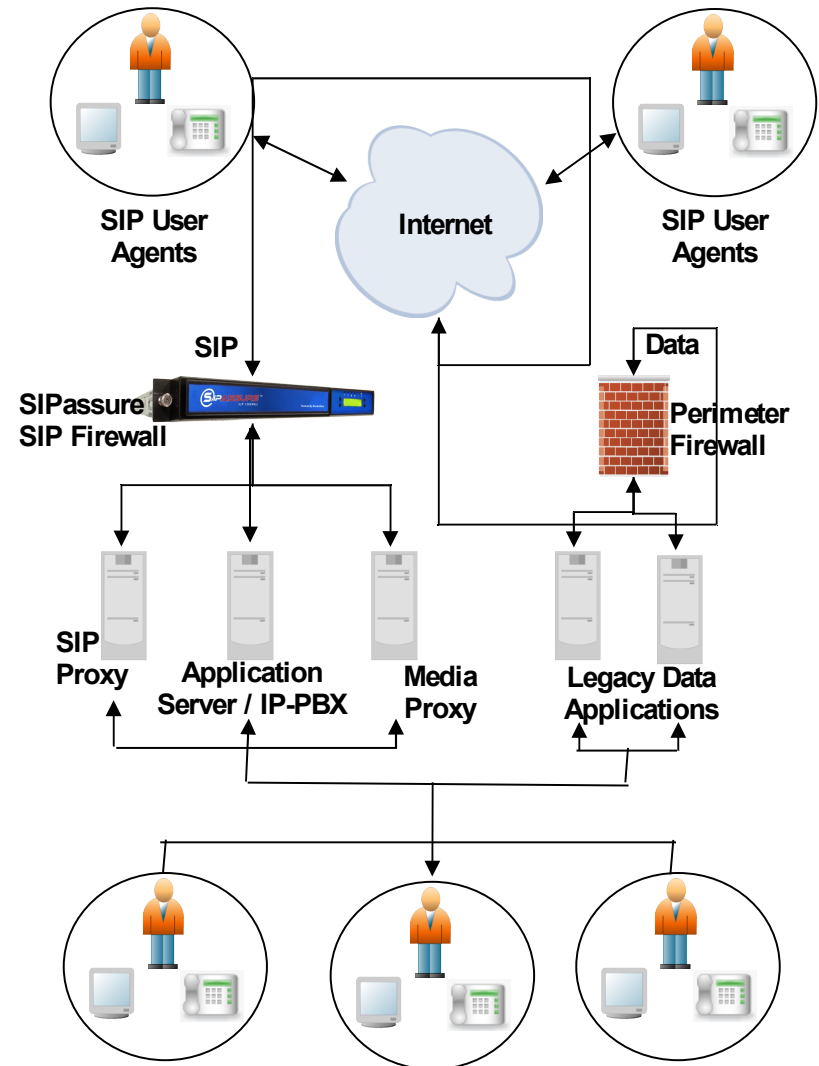 SIP User
Agents
Internet
SIP User
Agents
SIP
Data
SIPassure
SIP Firewall
SIPASSURE
Perimeter
Firewall
SIP
Proxy
Application
Server / IP-PBX
Media
Proxy
Legacy Data
Applications